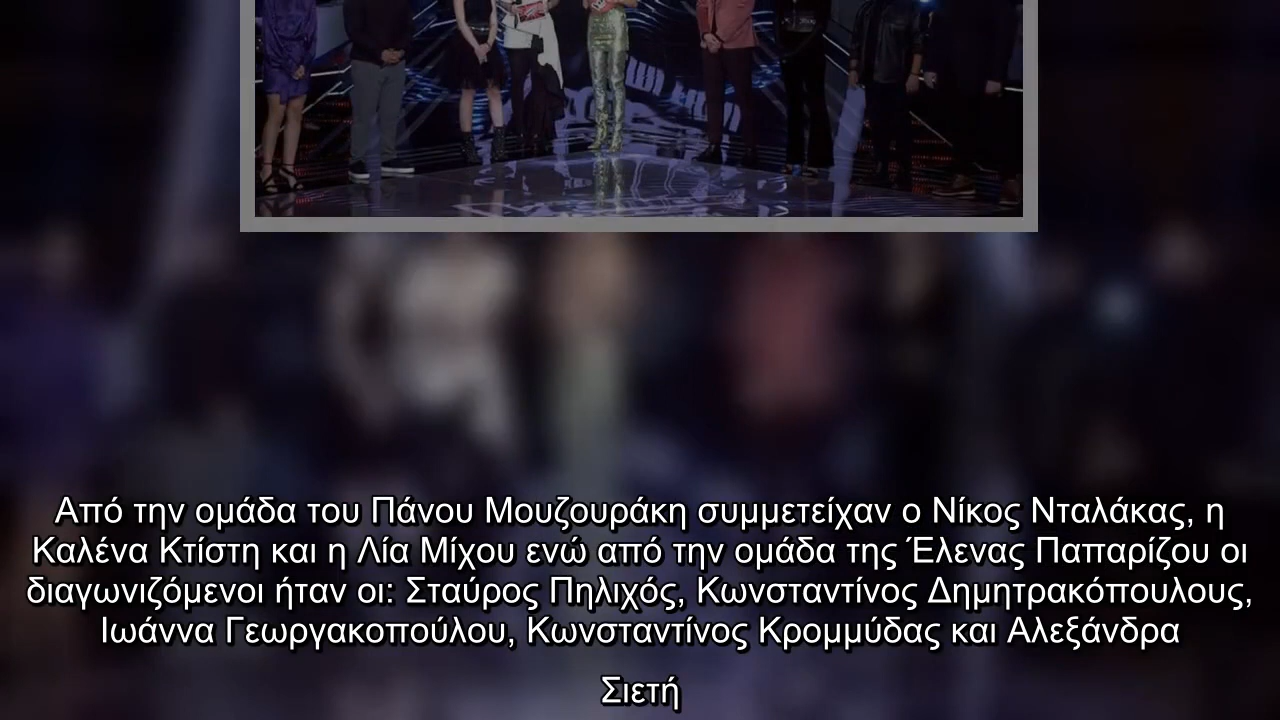 Από την ομάδα του Πάνου Μουζουράκη συμμετείχαν ο Νίκος Νταλάκας, η
Καλένα Κτίστη και η Λία Μίχου ενώ από την ομάδα της Έλενας Παπαρίζου οι
διαγωνιζόμενοι ήταν οι: Σταύρος Πηλιχός, Κωνσταντίνος Δημητρακόπουλους,
Ιωάννα Γεωργακοπούλου, Κωνσταντίνος Κρομμύδας και Αλεξάνδρα
Σιετή